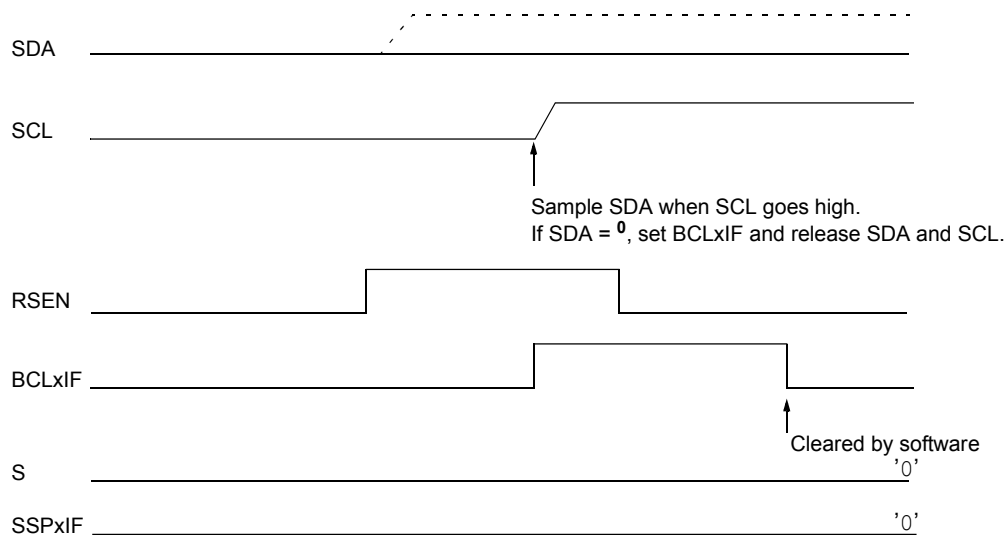 SDA
SCL
Sample SDA when SCL goes high.
If SDA = 0, set BCLxIF and release SDA and SCL.
RSEN
BCLxIF
Cleared by software
S
'0'
SSPxIF
'0'